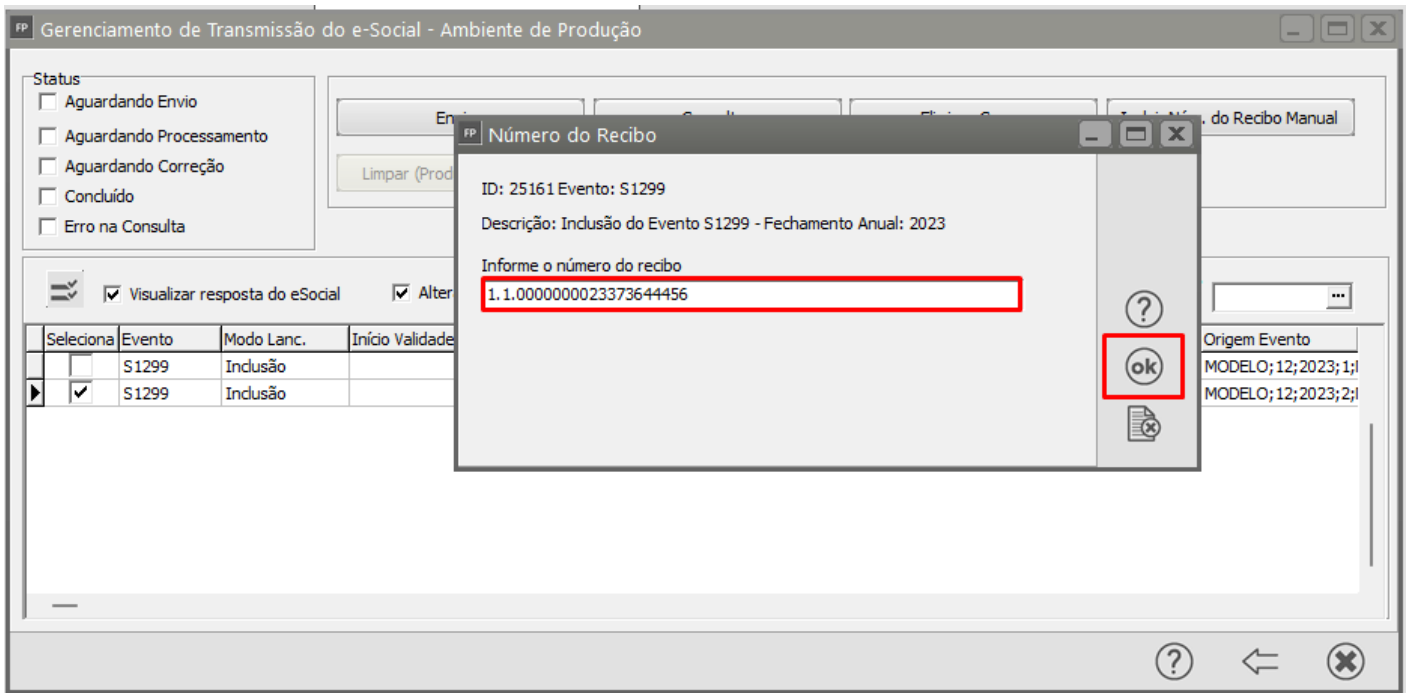 FP Gerenciamento de Transmissão do e-Social - Ambiente de Produção
Status
Aguardando Envio
Aguardando Processamento
Aguardando Correção
Concluído
Erro na Consulta
. do Recibo Manual
Limpar (Prod
FP Número do Recibo
ID: 25161 Evento: S1299
Descrição: Inclusão do Evento S1299 - Fechamento Anual: 2023
Informe o número do recibo
1.1.0000000023373644456
ok
Visualizar resposta do eSocial
Alter
Seleciona Evento Modo Lanc. Início Validade Origem Evento
S1299 Inclusão MODELO;12;2023;1;
S1299 Inclusão MODELO;12;2023;2;